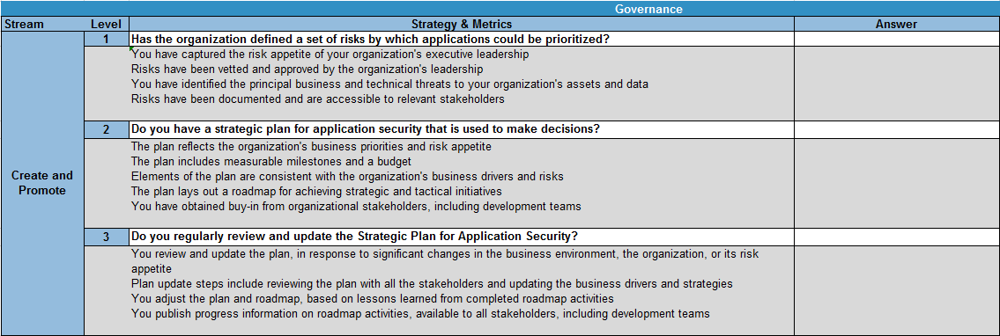 Governance
Stream Level Strategy & Metrics Answer
1 Has the organization defined a set of risks by which applications could be prioritized?
You have captured the risk appetite of your organization's executive leadership
Risks have been vetted and approved by the organization's leadership
You have identified the principal business and technical threats to your organization's assets and data
Risks have been documented and are accessible to relevant stakeholders
2 Do you have a strategic plan for application security that is used to make decisions?
The plan reflects the organization's business priorities and risk appetite
The plan includes measurable milestones and a budget
Elements of the plan are consistent with the organization's business drivers and risks
The plan lays out a roadmap for achieving strategic and tactical initiatives
You have obtained buy-in from organizational stakeholders, including development teams
Create and
Promote
3 Do you regularly review and update the Strategic Plan for Application Security?
You review and update the plan, in response to significant changes in the business environment, the organization, or its risk
appetite
Plan update steps include reviewing the plan with all the stakeholders and updating the business drivers and strategies
You adjust the plan and roadmap, based on lessons learned from completed roadmap activities
You publish progress information on roadmap activities, available to all stakeholders, including development teams